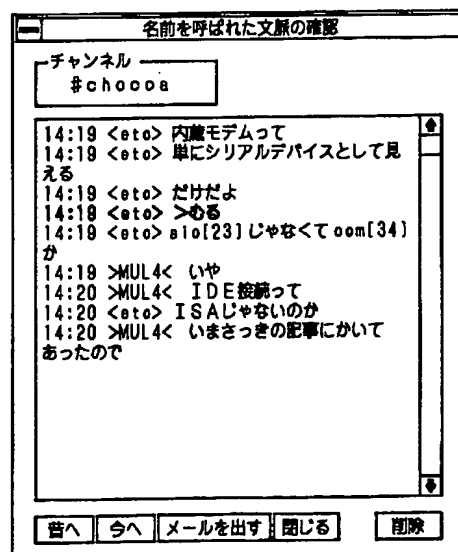 名前を呼ばれた文脈の確認
チャンネル
#chocoa
14:19 <eto> 内蔵モデムって
14:19 <eto> 単にシリアルデバイスとして見
える
14:19 <eto> だけだよ
14:19 <eto> >むる
14:19 <eto> sio[23]じゃなくてcom[34]
か
14:19 >MUL4< いや
14:20 >MUL4< IDE接続って
14:20 <eto> ISAじゃないのか
14:20 >MUL4< いまさっきの記事にかいて
あったので
昔へ 今へ メールを出す 閉じる 削除